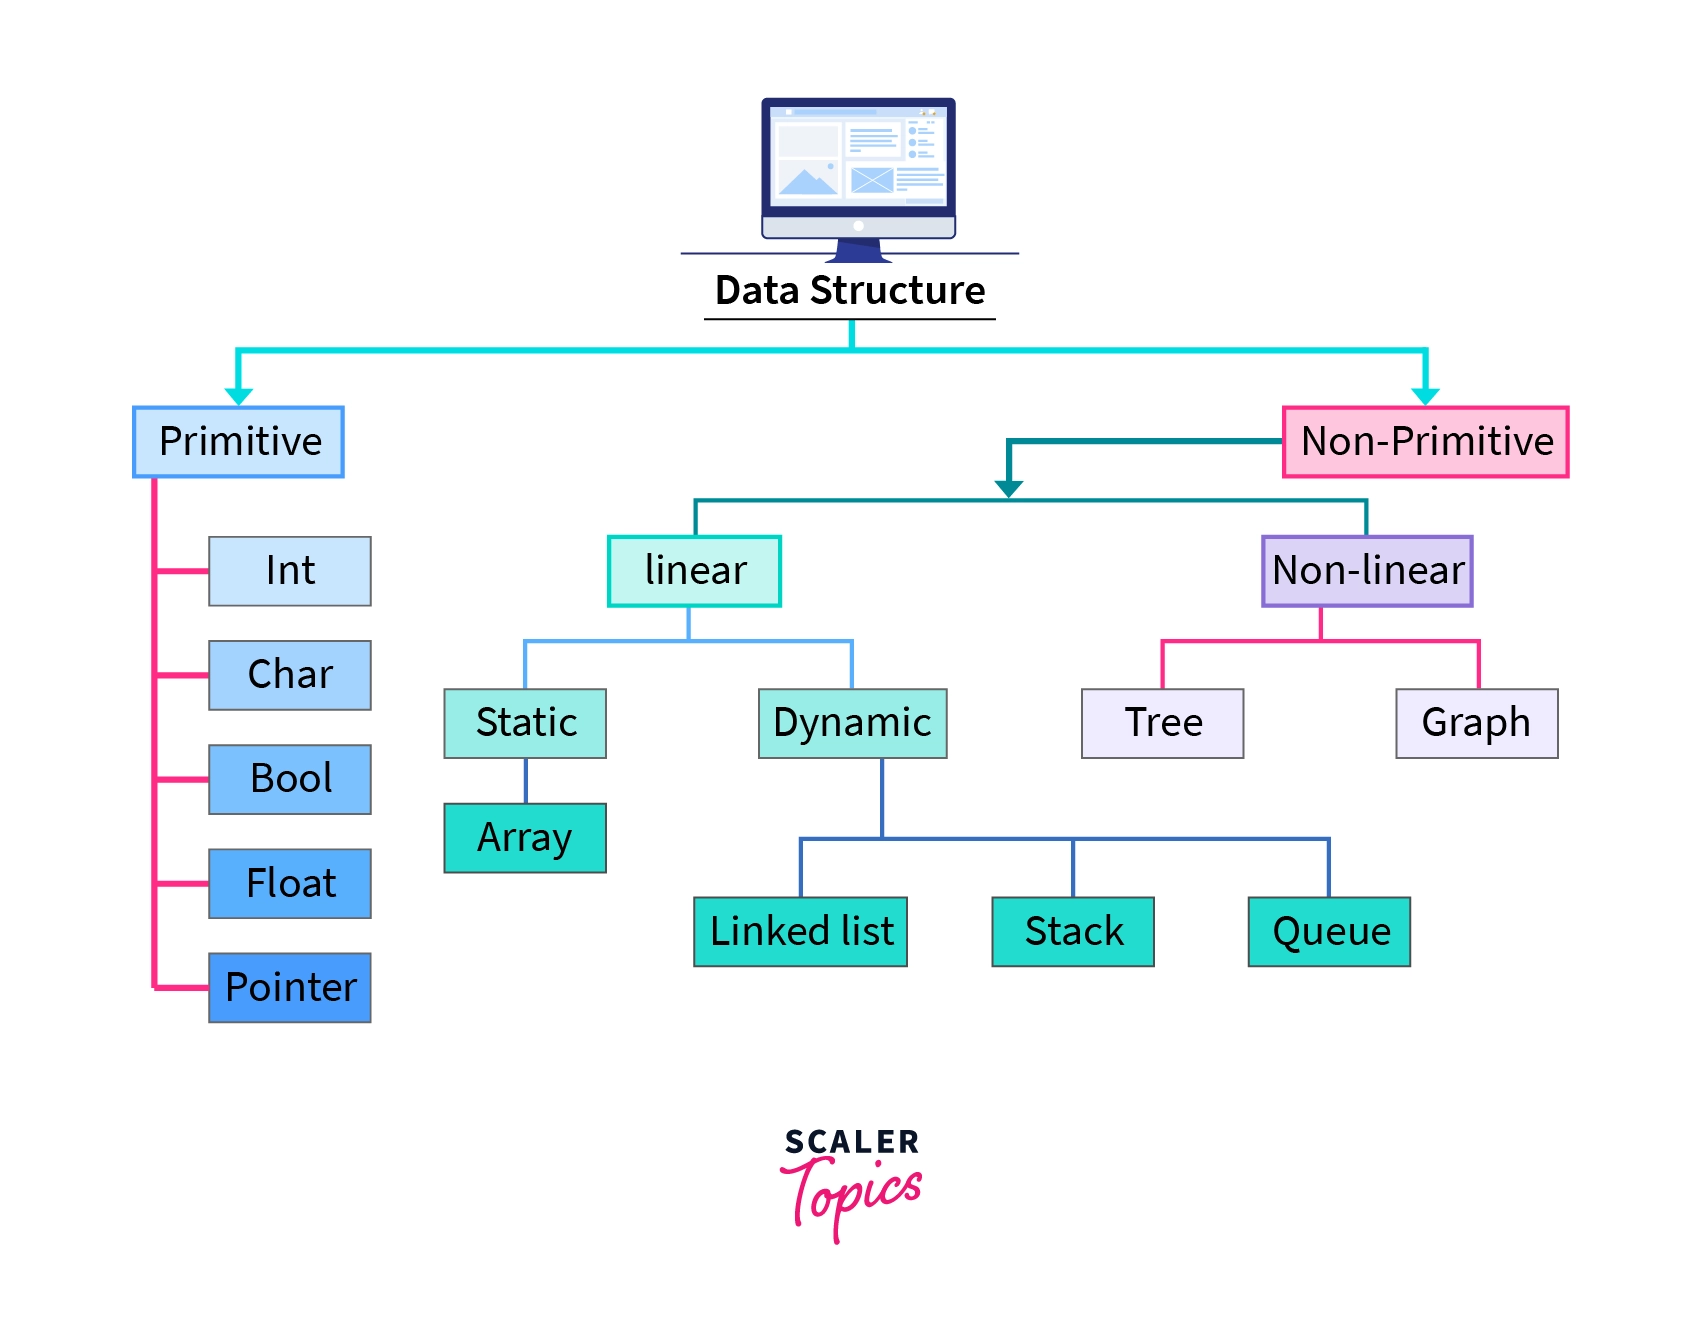 Data Structure
Primitive
Non-Primitive
Int
Char
Bool
Float
Pointer
linear
Non-linear
Static
Dynamic
Tree
Graph
Array
Linked list
Stack
Queue
SCALER
Topics